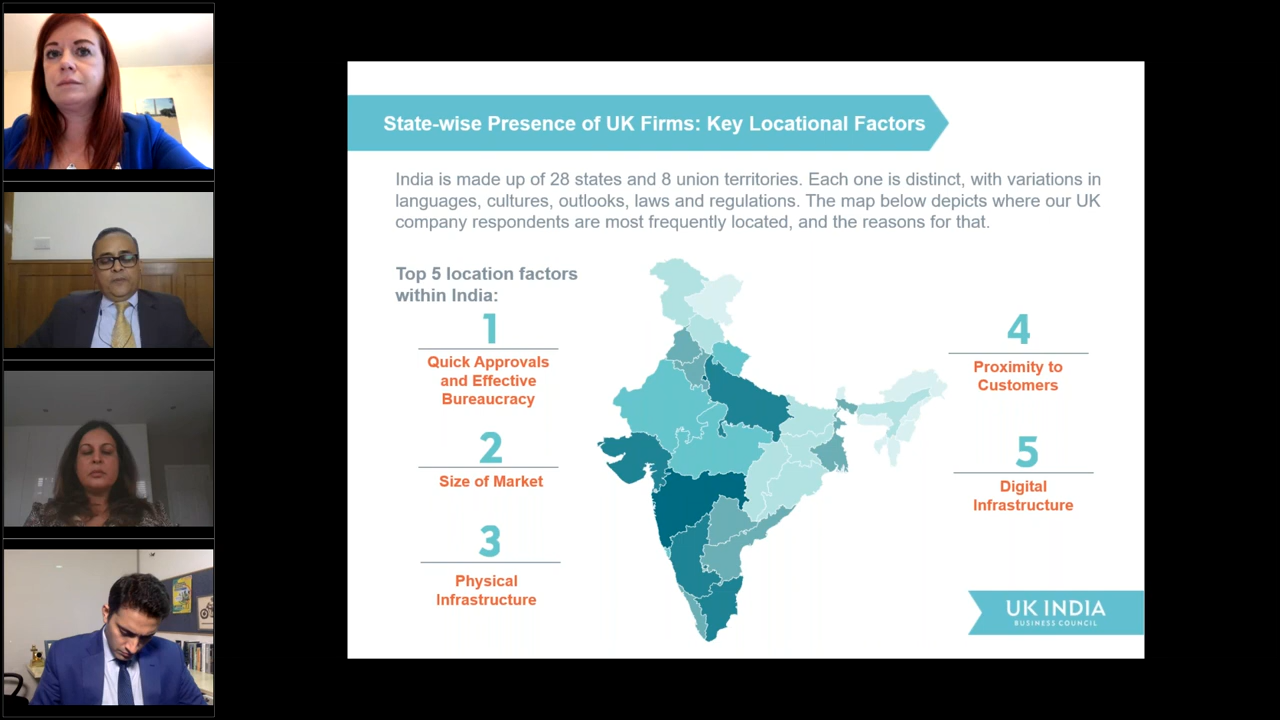 State-wise Presence of UK Firms: Key Locational Factors
India is made up of 28 states and 8 union territories. Each one is distinct, with variations in
languages, cultures, outlooks, laws and regulations. The map below depicts where our UK
company respondents are most frequently located, and the reasons for that.
Top 5 location factors
within India:
1
Quick Approvals
and Effective
Bureaucracy
2
Size of Market
3
Physical
Infrastructure
4
Proximity to
Customers
5
Digital
Infrastructure
UK INDIA
BUSINESS COUNCIL